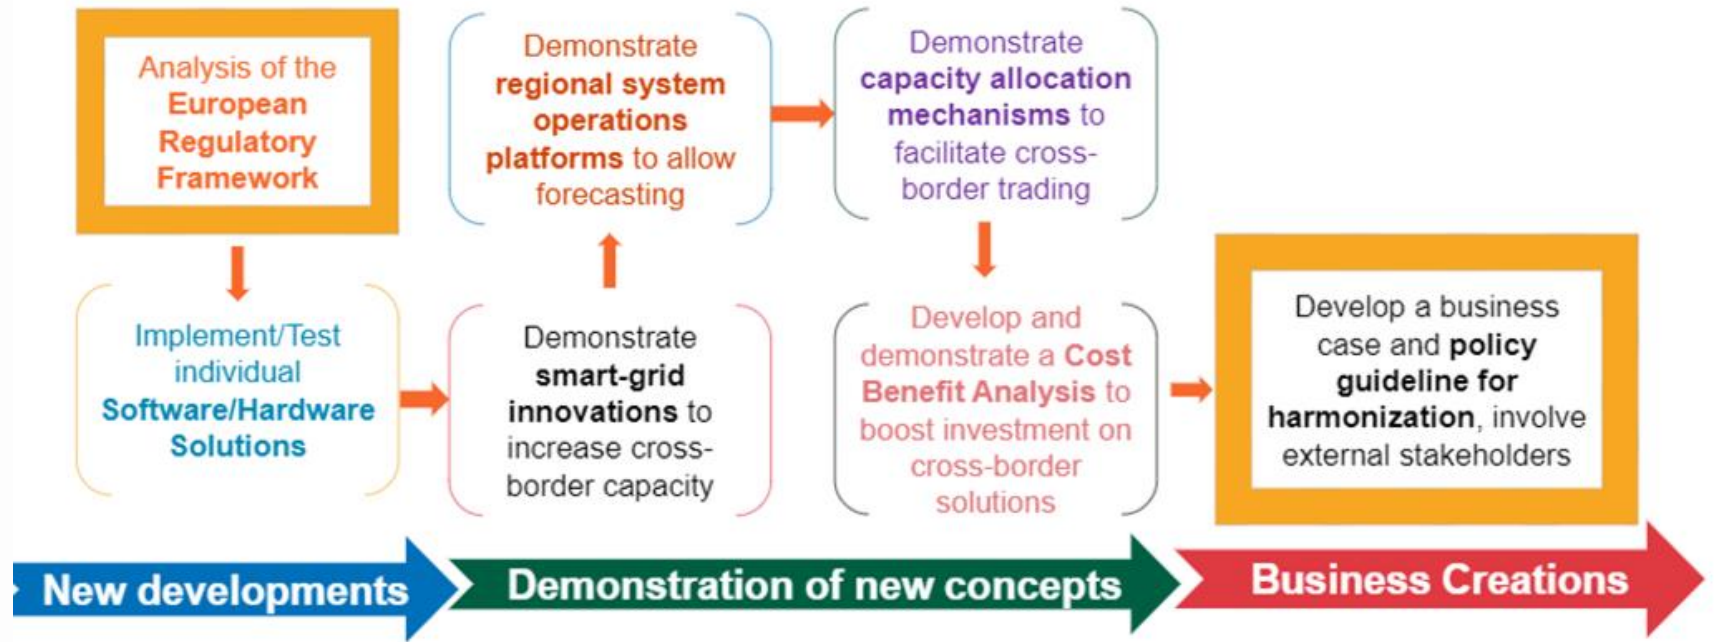 Analysis of the
European
Regulatory
Framework
Implement/Test
individual
Software/Hardware
Solutions
Demonstrate
smart-grid
innovations to
increase cross-
border capacity
Demonstrate
regional system
operations
platforms to allow
forecasting
Demonstrate
capacity allocation
mechanisms to
facilitate cross-
border trading
Develop and
demonstrate a Cost
Benefit Analysis to
boost investment on
cross-border
solutions
Develop a business
case and policy
guideline for
harmonization, involve
external stakeholders
New developments
Demonstration of new concepts
Business Creations